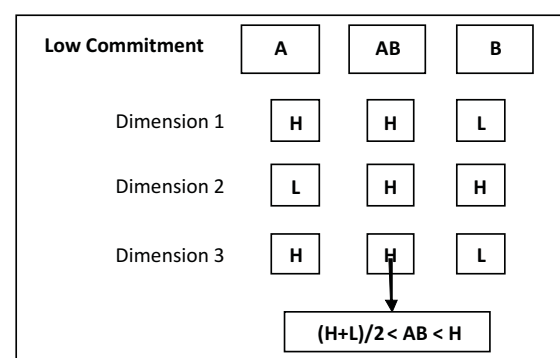 Low Commitment A AB B
Dimension 1 H H L
Dimension 2 L H H
Dimension 3 H H L
(H+L)/2 < AB < H